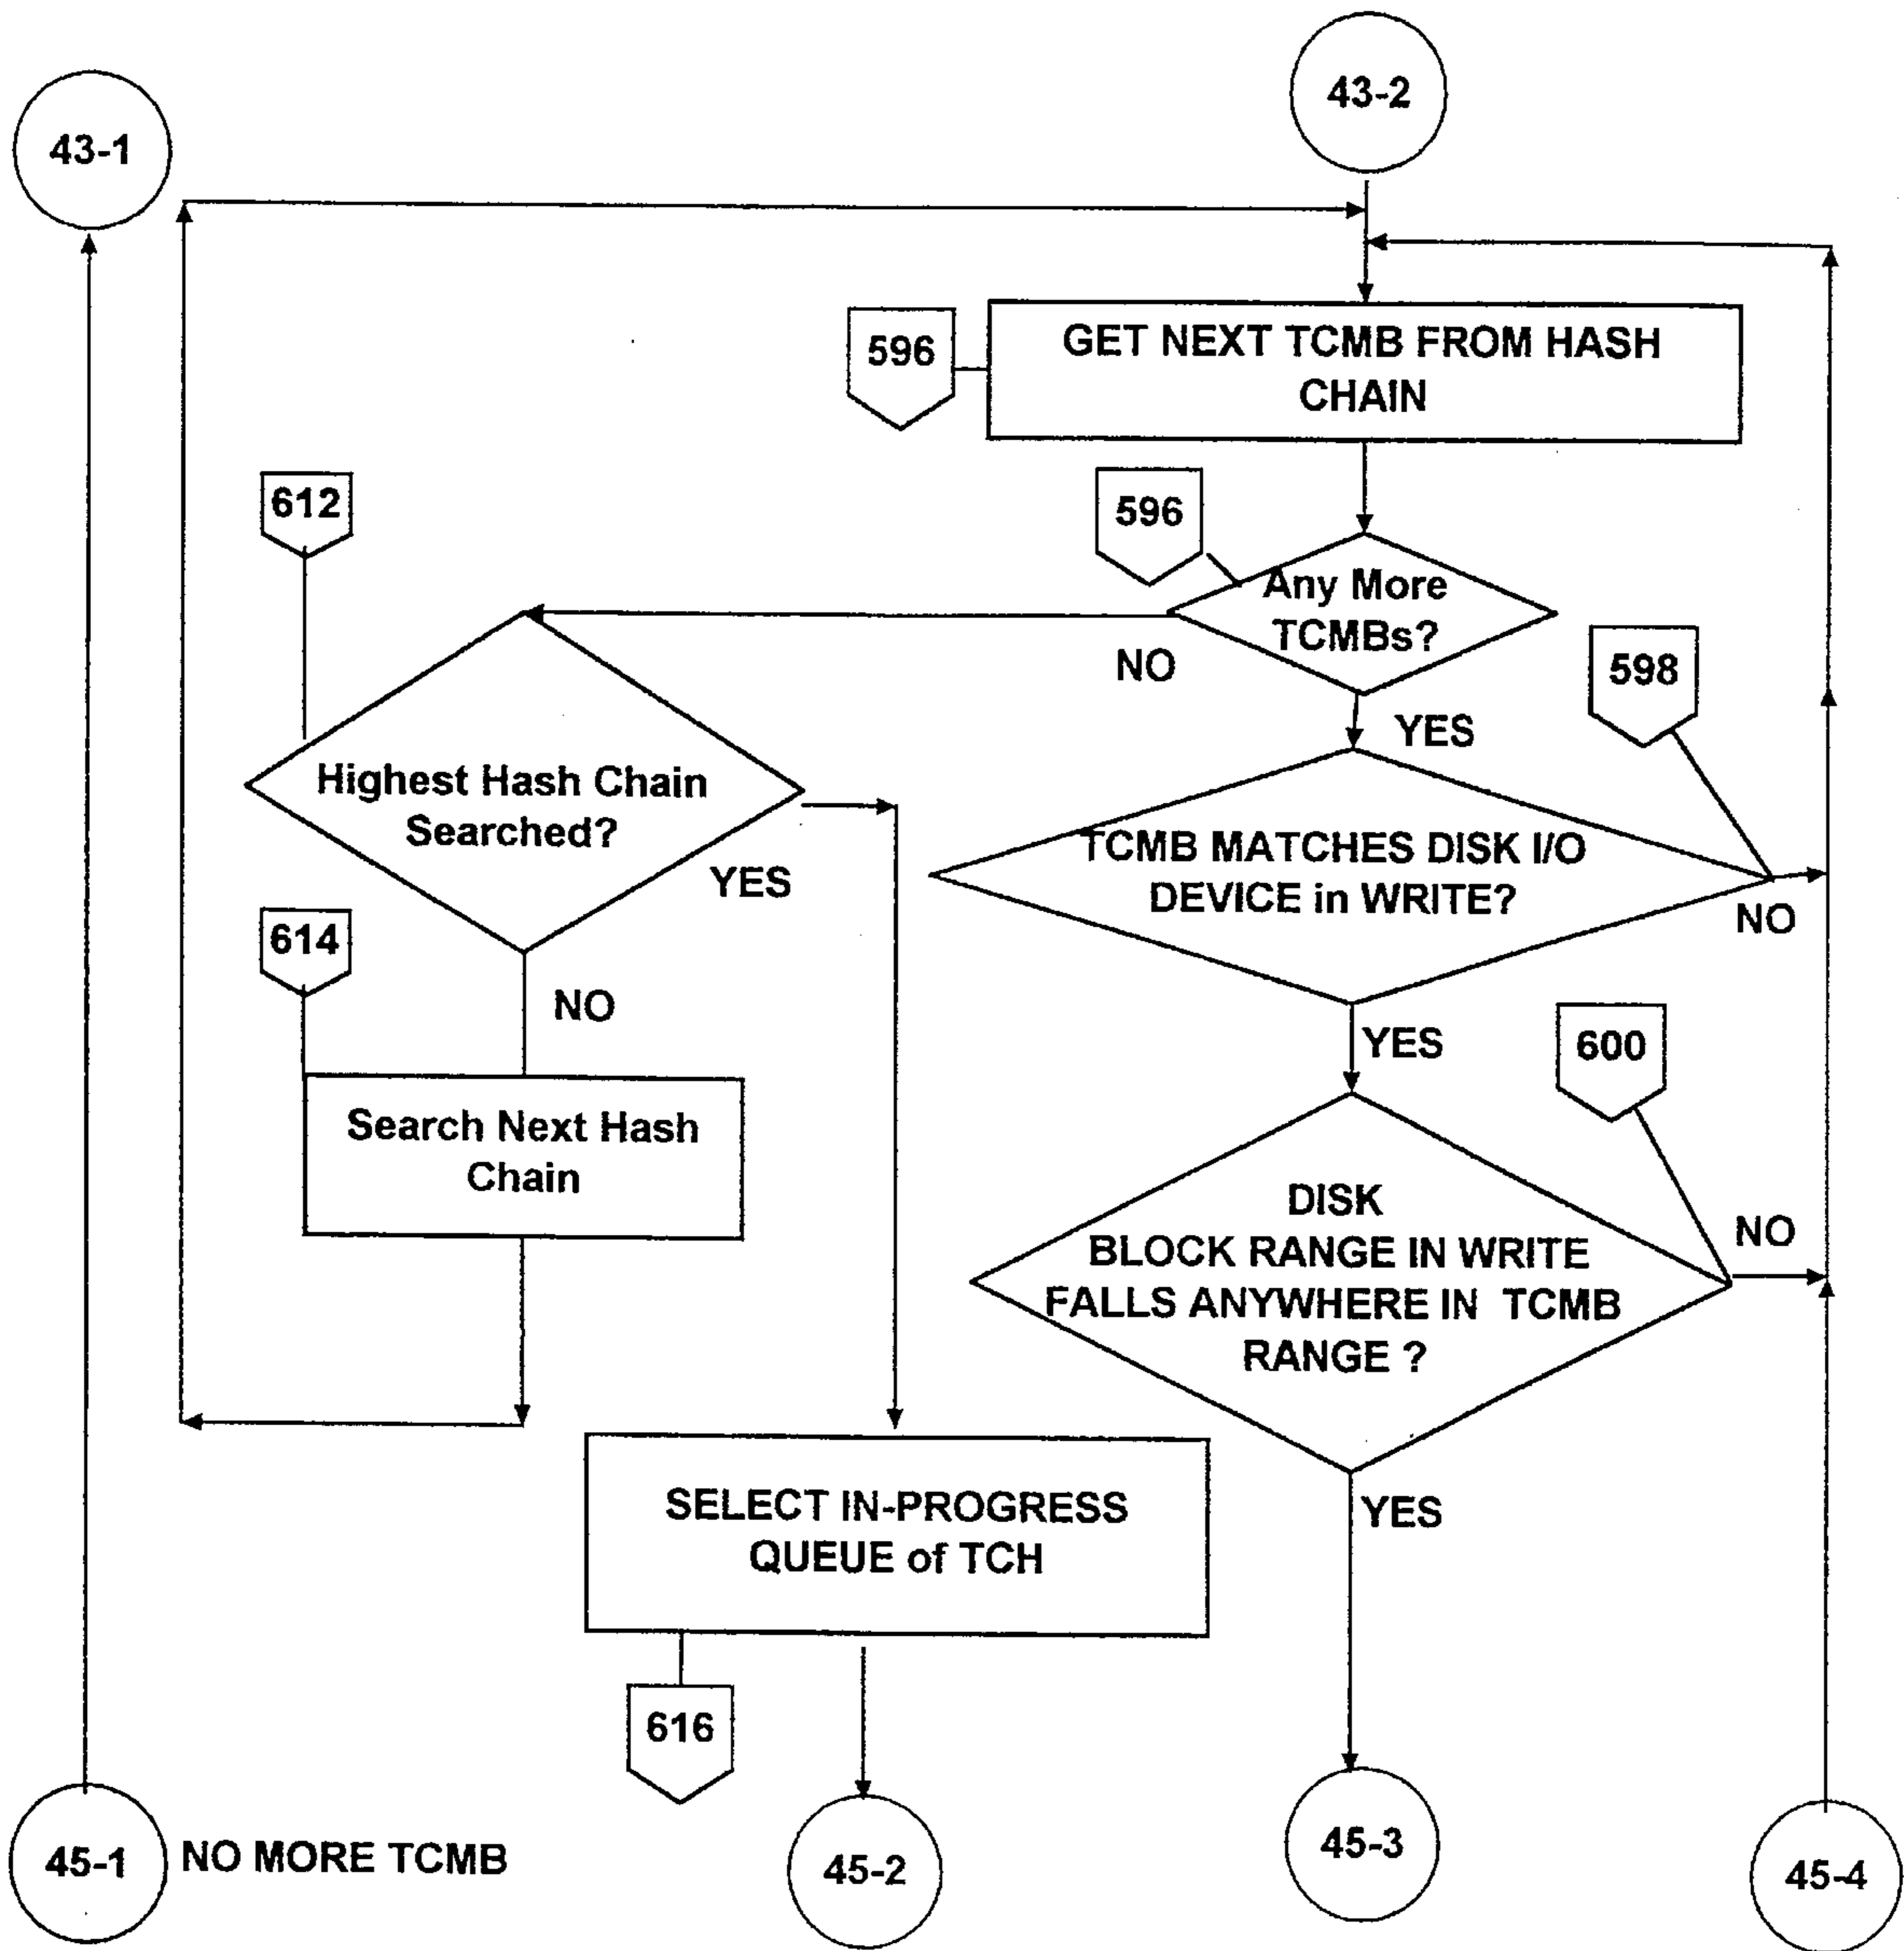 43-2
43-1
596
GET NEXT TCMB FROM HASH
CHAIN
612
596
Any More
TCMBs?
NO
YES
598
Highest Hash Chain
Searched?
YES
TCMB MATCHES DISK I/O
DEVICE in WRITE?
NO
614
NO
YES
600
Search Next Hash
Chain
DISK
BLOCK RANGE IN WRITE
FALLS ANYWHERE IN TCMB
RANGE ?
NO
YES
SELECT IN-PROGRESS
QUEUE of TCH
616
45-1
NO MORE TCMB
45-2
45-3
45-4